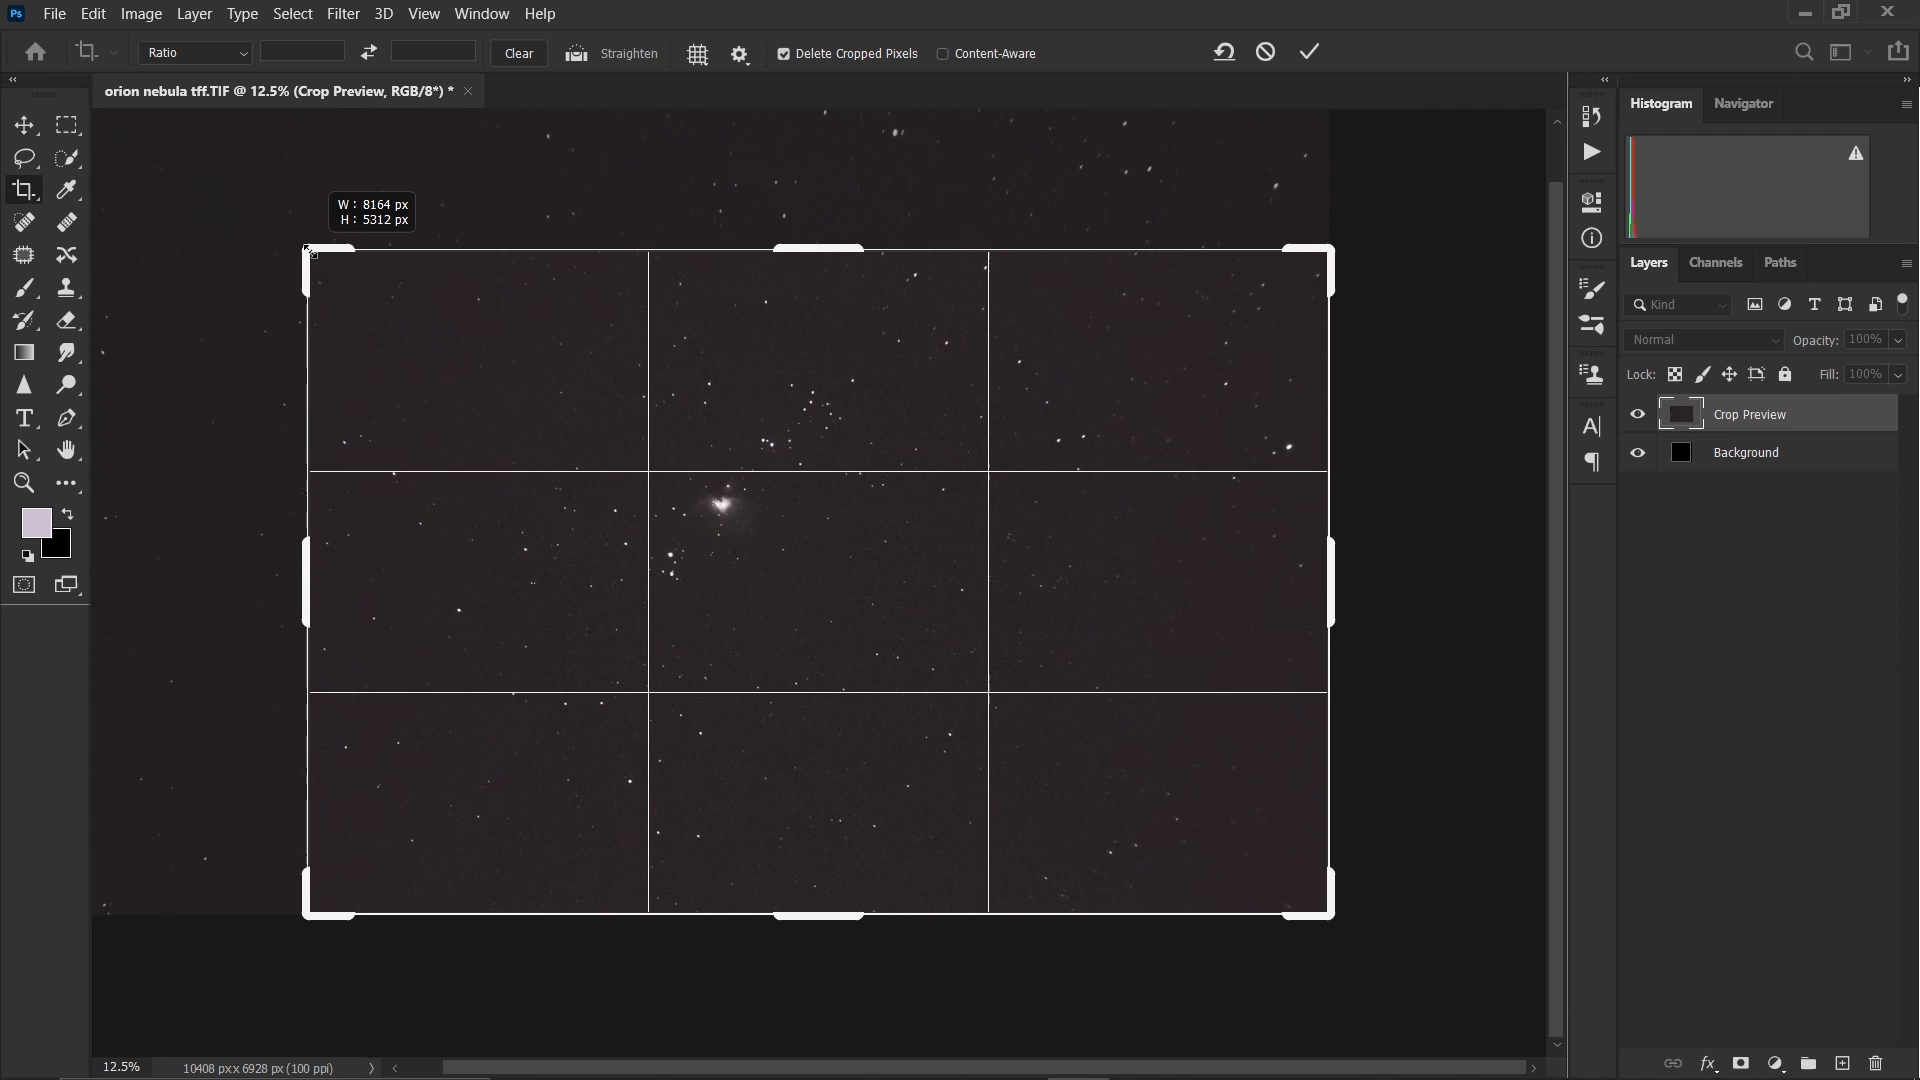 Ps File Edit Image Layer Type Select Filter 3D View Window Help
Ratio Clear Straighten Delete Cropped Pixels Content-Aware
orion nebula tff.TIF @ 12.5% (Crop Preview, RGB/8*) *
W: 8164 px
H: 5312 px
Histogram Navigator
Layers Channels Paths
Kind
Normal Opacity: 100%
Lock: Fill: 100%
Crop Preview
Background
12.5% 10408 px x 6928 px (100 ppi)